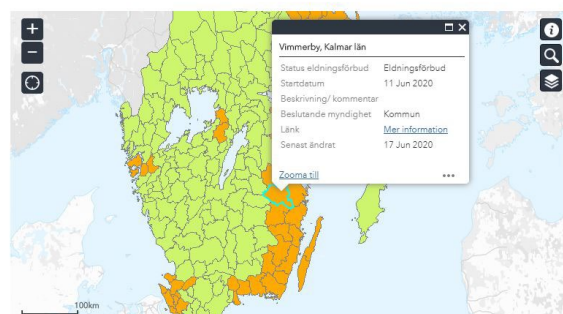 +
−
i
Vimmerby, Kalmar län
Status eldningsförbud Eldningsförbud
Startdatum 11 Jun 2020
Beskrivning/ kommentar
Beslutande myndighet Kommun
Länk Mer information
Senast ändrat 17 Jun 2020
Zooma till •••
100km